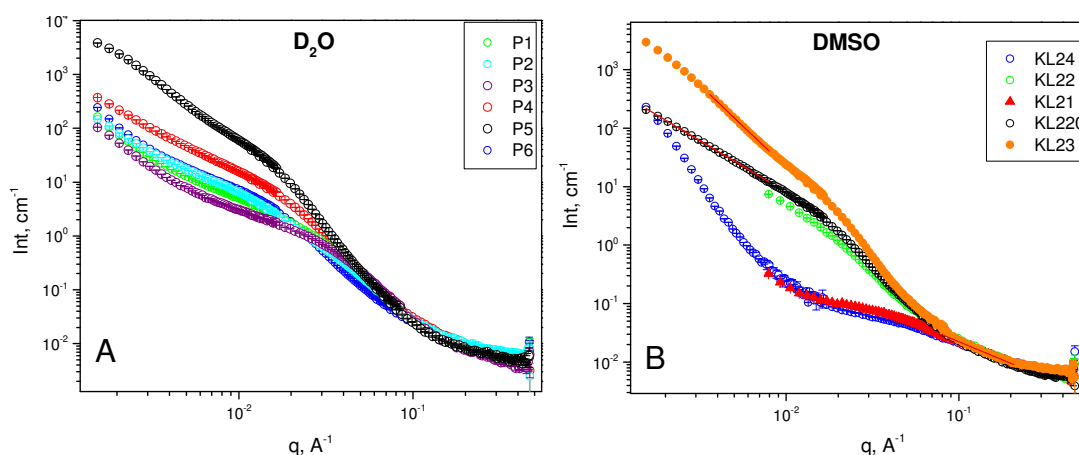 D₂O
P1
P2
P3
P4
P5
P6
10⁴
10³
10²
10¹
10⁰
10⁻¹
10⁻²
Int, cm⁻¹
A
10⁻²
10⁻¹
q, A⁻¹
DMSO
KL24
KL22
KL21
KL220
KL23
10³
10²
10¹
10⁰
10⁻¹
10⁻²
Int, cm⁻¹
B
10⁻²
10⁻¹
q, A⁻¹